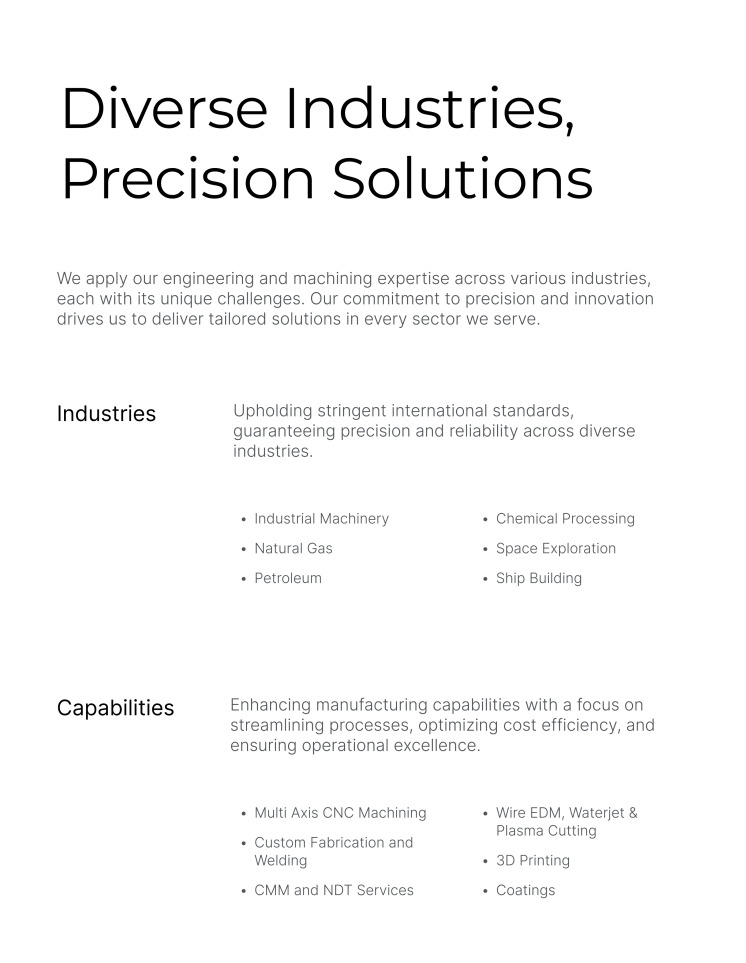 Diverse Industries,
Precision Solutions
We apply our engineering and machining expertise across various industries,
each with its unique challenges. Our commitment to precision and innovation
drives us to deliver tailored solutions in every sector we serve.
Industries
Upholding stringent international standards,
guaranteeing precision and reliability across diverse
industries.
• Industrial Machinery
• Natural Gas
• Petroleum
• Chemical Processing
• Space Exploration
• Ship Building
Capabilities
Enhancing manufacturing capabilities with a focus on
streamlining processes, optimizing cost efficiency, and
ensuring operational excellence.
• Multi Axis CNC Machining
• Custom Fabrication and
Welding
• CMM and NDT Services
• Wire EDM, Waterjet &
Plasma Cutting
• 3D Printing
• Coatings